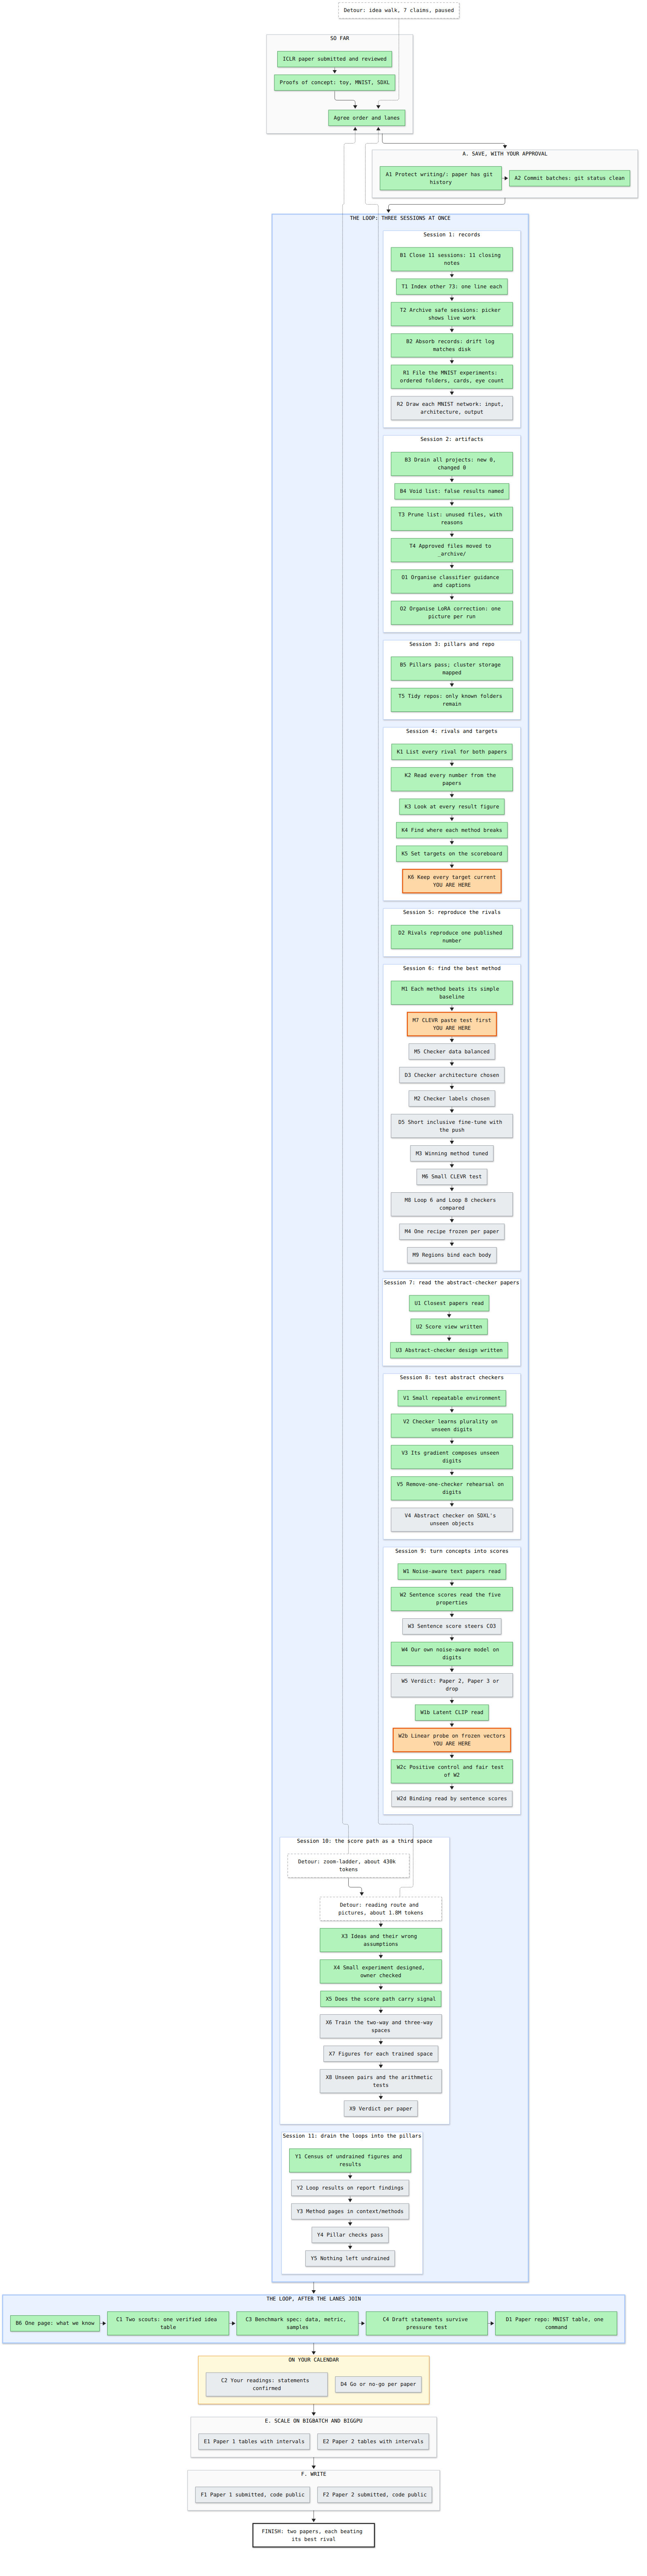 Detour: idea walk, 7 claims, paused
SO FAR
ICLR paper submitted and reviewed
Proofs of concept: toy, MNIST, SDXL
Agree order and lanes
A. SAVE, WITH YOUR APPROVAL
A1 Protect writing/: paper has git
history
A2 Commit batches: git status clean
THE LOOP: THREE SESSIONS AT ONCE
Session 1: records
B1 Close 11 sessions: 11 closing
notes
T1 Index other 73: one line each
T2 Archive safe sessions: picker
shows live work
B2 Absorb records: drift log
matches disk
R1 File the MNIST experiments:
ordered folders, cards, eye count
R2 Draw each MNIST network: input,
architecture, output
Session 2: artifacts
B3 Drain all projects: new 0,
changed 0
B4 Void list: false results named
T3 Prune list: unused files, with
reasons
T4 Approved files moved to
_archive/
O1 Organise classifier guidance
and captions
O2 Organise LoRA correction: one
picture per run
Session 3: pillars and repo
B5 Pillars pass; cluster storage
mapped
T5 Tidy repos: only known folders
remain
Session 4: rivals and targets
K1 List every rival for both papers
K2 Read every number from the
papers
K3 Look at every result figure
K4 Find where each method breaks
K5 Set targets on the scoreboard
K6 Keep every target current
YOU ARE HERE
Session 5: reproduce the rivals
D2 Rivals reproduce one published
number
Session 6: find the best method
M1 Each method beats its simple
baseline
M7 CLEVR paste test first
YOU ARE HERE
M5 Checker data balanced
D3 Checker architecture chosen
M2 Checker labels chosen
D5 Short inclusive fine-tune with
the push
M3 Winning method tuned
M6 Small CLEVR test
M8 Loop 6 and Loop 8 checkers
compared
M4 One recipe frozen per paper
M9 Regions bind each body
Session 7: read the abstract-checker papers
U1 Closest papers read
U2 Score view written
U3 Abstract-checker design written
Session 8: test abstract checkers
V1 Small repeatable environment
V2 Checker learns plurality on
unseen digits
V3 Its gradient composes unseen
digits
V5 Remove-one-checker rehearsal on
digits
V4 Abstract checker on SDXL's
unseen objects
Session 9: turn concepts into scores
W1 Noise-aware text papers read
W2 Sentence scores read the five
properties
W3 Sentence score steers CO3
W4 Our own noise-aware model on
digits
W5 Verdict: Paper 2, Paper 3 or
drop
W1b Latent CLIP read
W2b Linear probe on frozen vectors
YOU ARE HERE
W2c Positive control and fair test
of W2
W2d Binding read by sentence scores
Session 10: the score path as a third space
Detour: zoom-ladder, about 430k
tokens
Detour: reading route and
pictures, about 1.8M tokens
X3 Ideas and their wrong
assumptions
X4 Small experiment designed,
owner checked
X5 Does the score path carry signal
X6 Train the two-way and three-way
spaces
X7 Figures for each trained space
X8 Unseen pairs and the arithmetic
tests
X9 Verdict per paper
Session 11: drain the loops into the pillars
Y1 Census of undrained figures and
results
Y2 Loop results on report findings
Y3 Method pages in context/methods
Y4 Pillar checks pass
Y5 Nothing left undrained
THE LOOP, AFTER THE LANES JOIN
B6 One page: what we know
C1 Two scouts: one verified idea
table
C3 Benchmark spec: data, metric,
samples
C4 Draft statements survive
pressure test
D1 Paper repo: MNIST table, one
command
ON YOUR CALENDAR
C2 Your readings: statements
confirmed
D4 Go or no-go per paper
E. SCALE ON BIGBATCH AND BIGGPU
E1 Paper 1 tables with intervals
E2 Paper 2 tables with intervals
F. WRITE
F1 Paper 1 submitted, code public
F2 Paper 2 submitted, code public
FINISH: two papers, each beating
its best rival